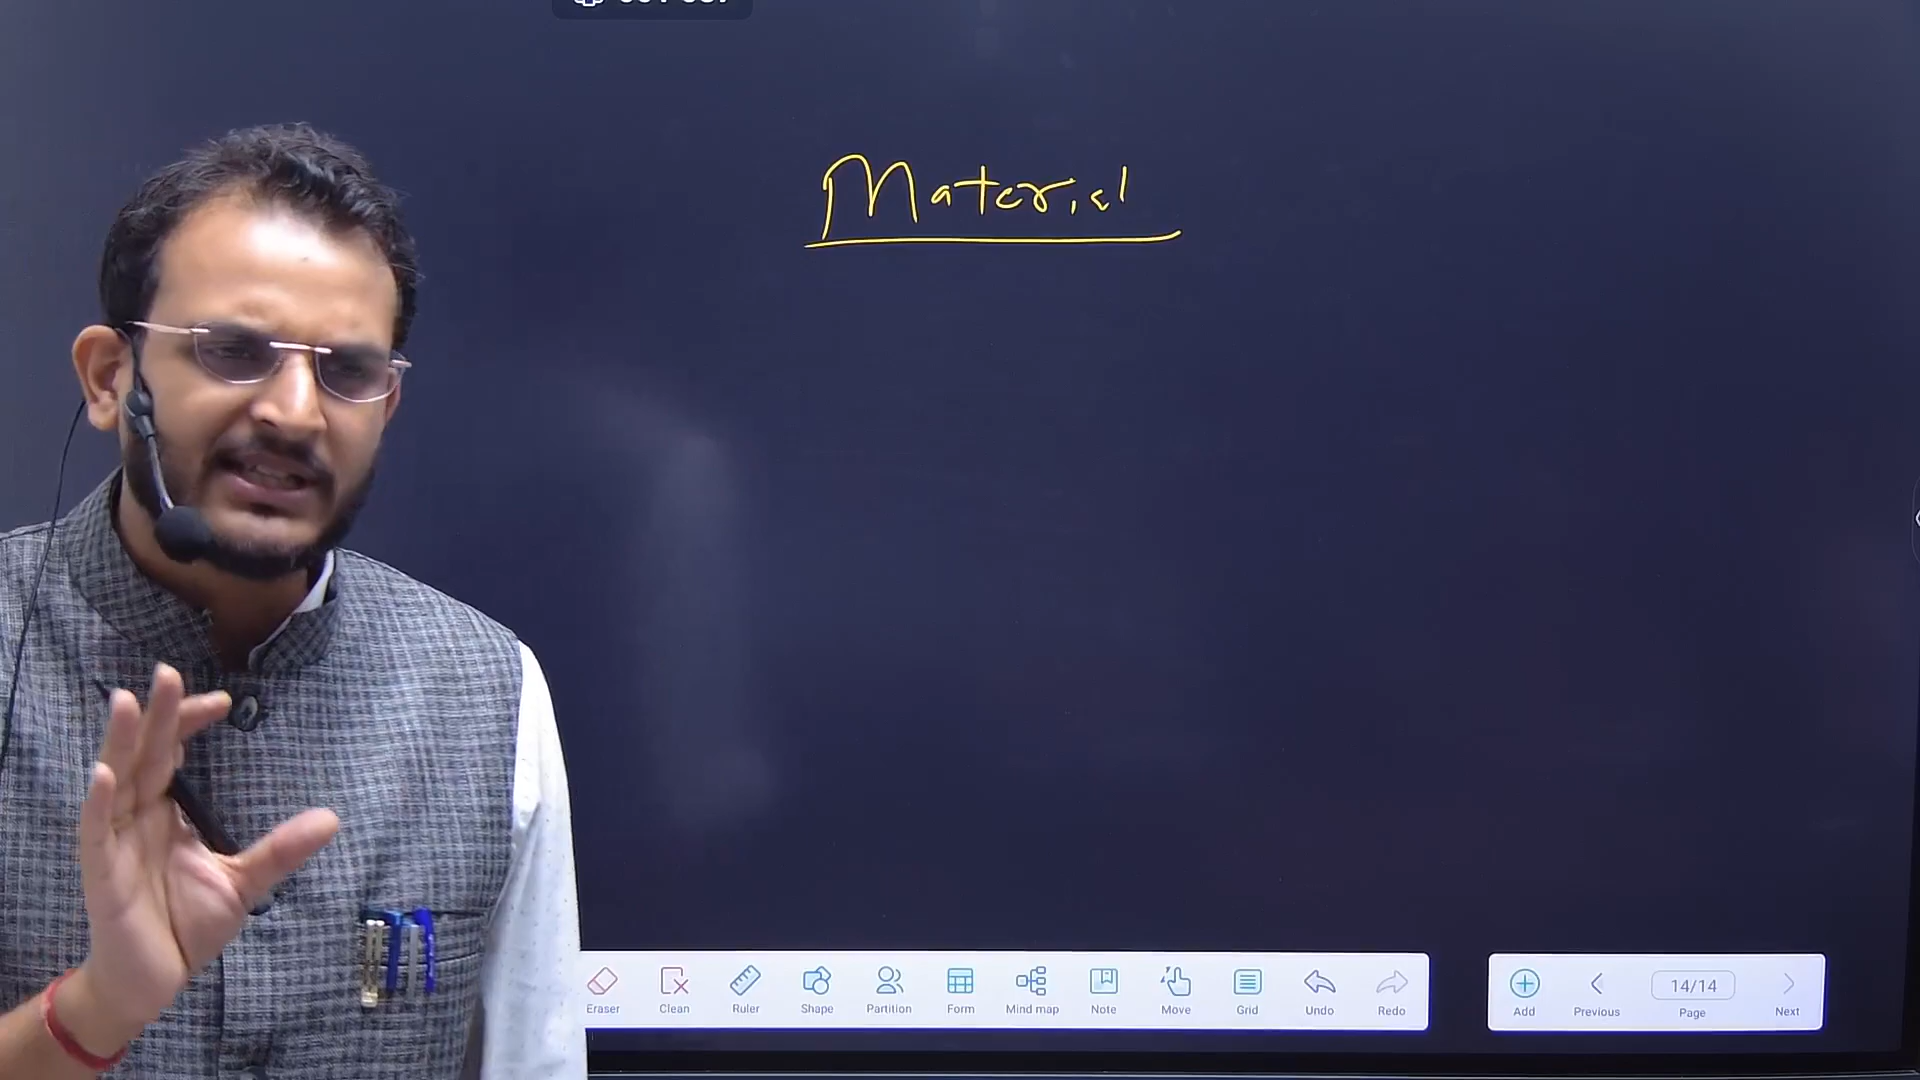 Material
Eraser Clean Ruler Shape Partition Form Mind map Note Move Grid Undo Redo
Add Previous 14/14 Page Next